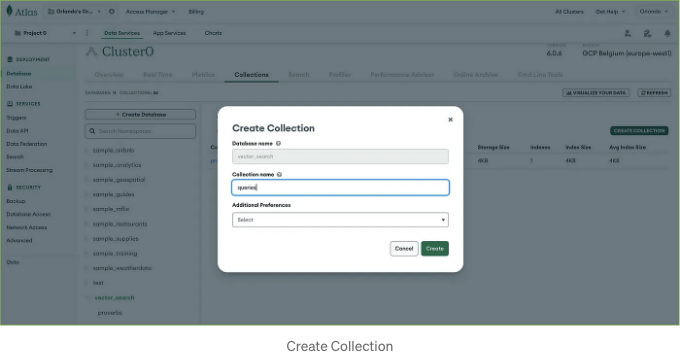 Atlas
Orlando's Or...
Access Manager
Billing
All Clusters
Get Help
Orlando
Project 0
Data Services
App Services
Charts
DEPLOYMENT
Database
Data Lake
SERVICES
Triggers
Data API
Data Federation
Search
Stream Processing
SECURITY
Backup
Database Access
Network Access
Advanced
Cluster0
VERSION
6.0.6
GCP Belgium (europe-west1)
Overview
Real Time
Metrics
Collections
Search
Profiler
Performance Advisor
Online Archive
Cmd Line Tools
VISUALIZE YOUR DATA
REFRESH
+ Create Database
Search Namespaces
CREATE COLLECTION
sample_airbnb
sample_analytics
sample_geospatial
sample_guides
sample_mflix
sample_restaurants
sample_supplies
sample_training
sample_weatherdata
test
vector_search
proverbs
Storage Size
Indexes
Index Size
Avg Index Size
4KB
1
4KB
4KB
Create Collection
Database name
vector_search
Collection name
queries
Additional Preferences
Select
Cancel
Create
Create Collection